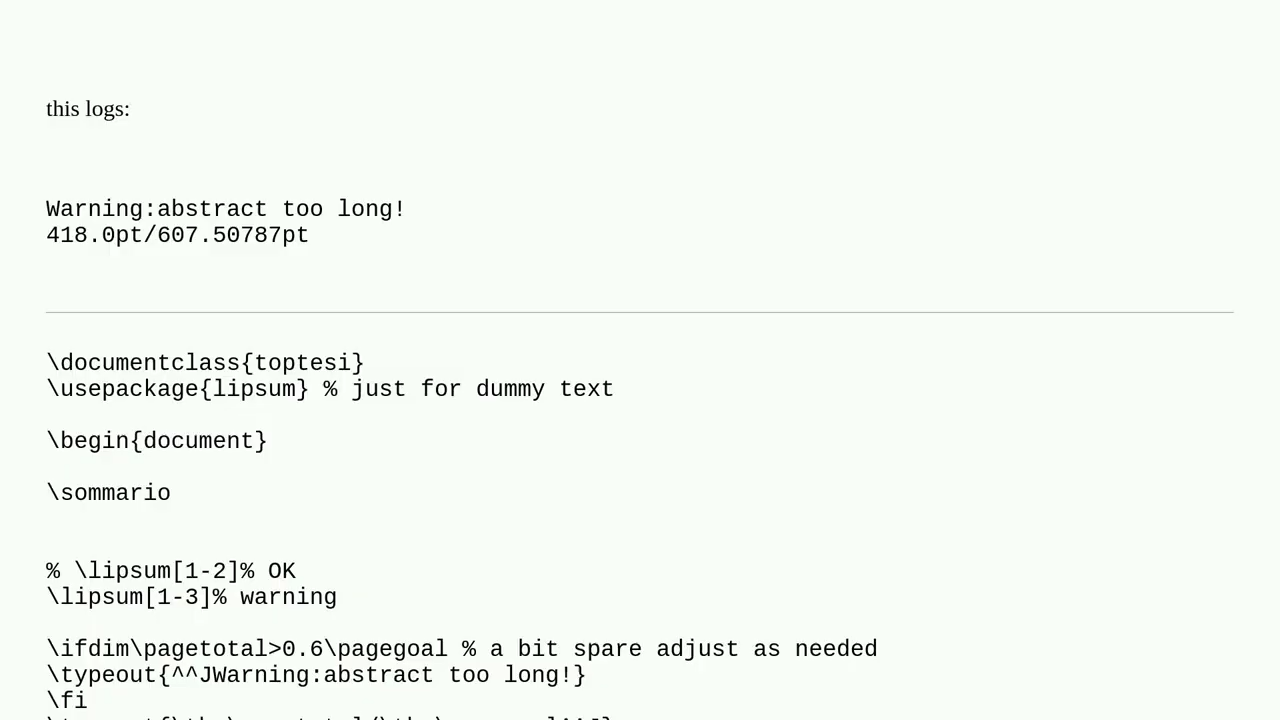 this logs:
Warning:abstract too long!
418.0pt/607.50787pt
\documentclass{toptesi}
\usepackage{lipsum} % just for dummy text
\begin{document}
\sommario
% \lipsum[1-2]% OK
\lipsum[1-3]% warning
\ifdim\pagetotal>0.6\pagegoal % a bit spare adjust as needed
\typeout{^^JWarning:abstract too long!}
\fi